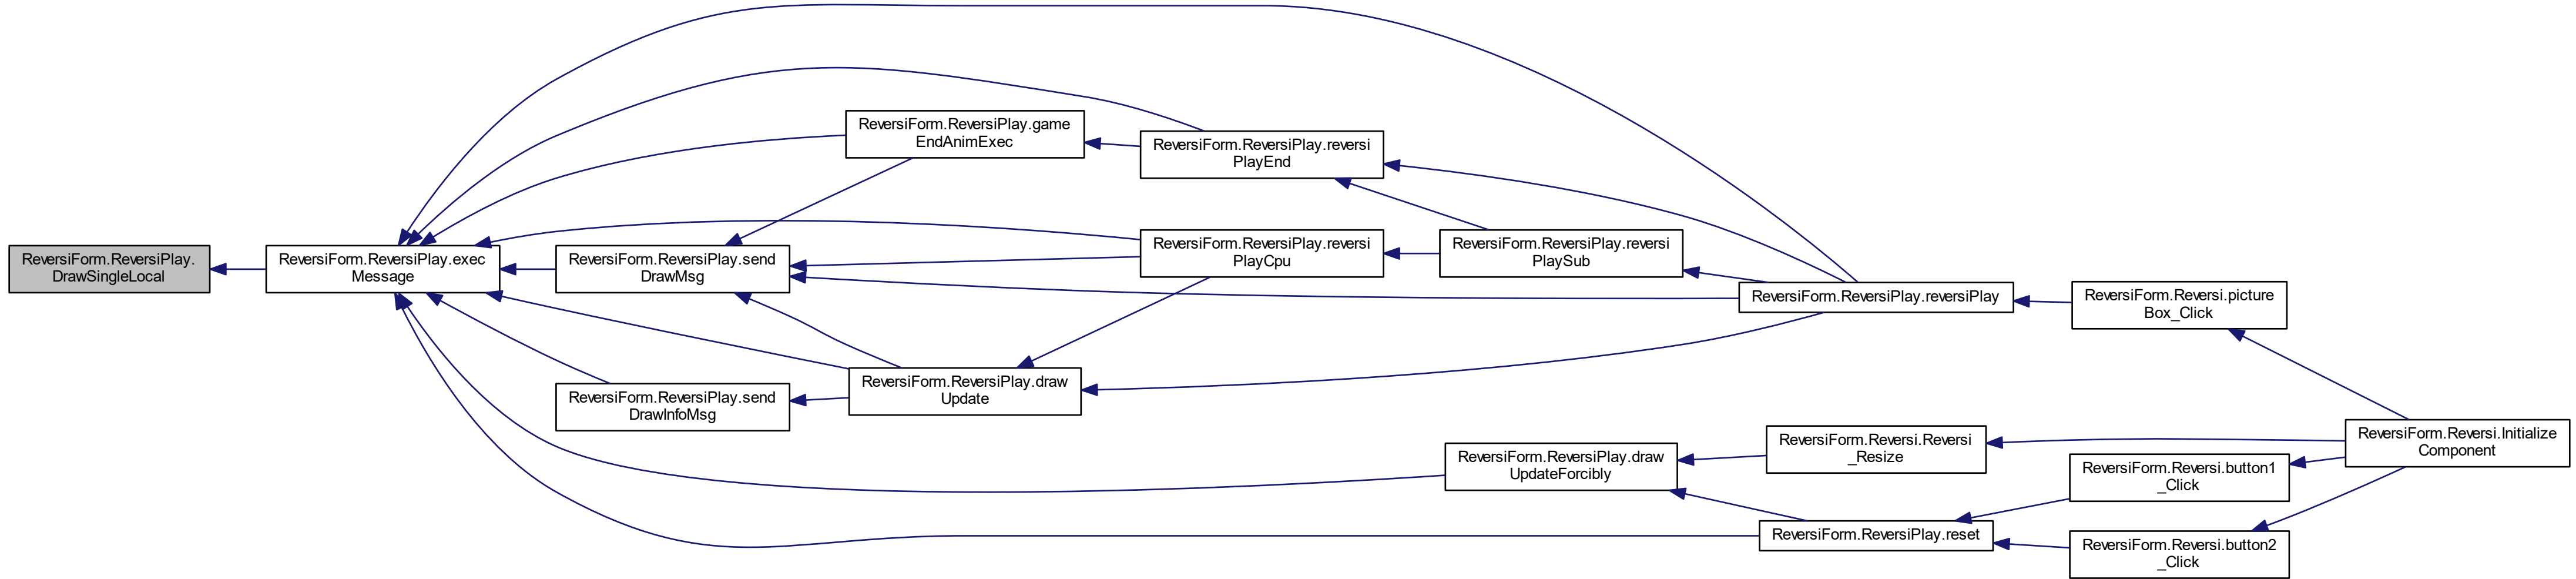 ReversiForm.ReversiPlay.
DrawSingleLocal
ReversiForm.ReversiPlay.exec
Message
ReversiForm.ReversiPlay.send
DrawMsg
ReversiForm.ReversiPlay.send
DrawInfoMsg
ReversiForm.ReversiPlay.game
EndAnimExec
ReversiForm.ReversiPlay.draw
Update
ReversiForm.ReversiPlay.reversi
PlayEnd
ReversiForm.ReversiPlay.reversi
PlayCpu
ReversiForm.ReversiPlay.reversi
PlaySub
ReversiForm.ReversiPlay.draw
UpdateForcibly
ReversiForm.ReversiPlay.reversiPlay
ReversiForm.Reversi.Reversi
_Resize
ReversiForm.ReversiPlay.reset
ReversiForm.Reversi.picture
Box_Click
ReversiForm.Reversi.button1
_Click
ReversiForm.Reversi.button2
_Click
ReversiForm.Reversi.Initialize
Component